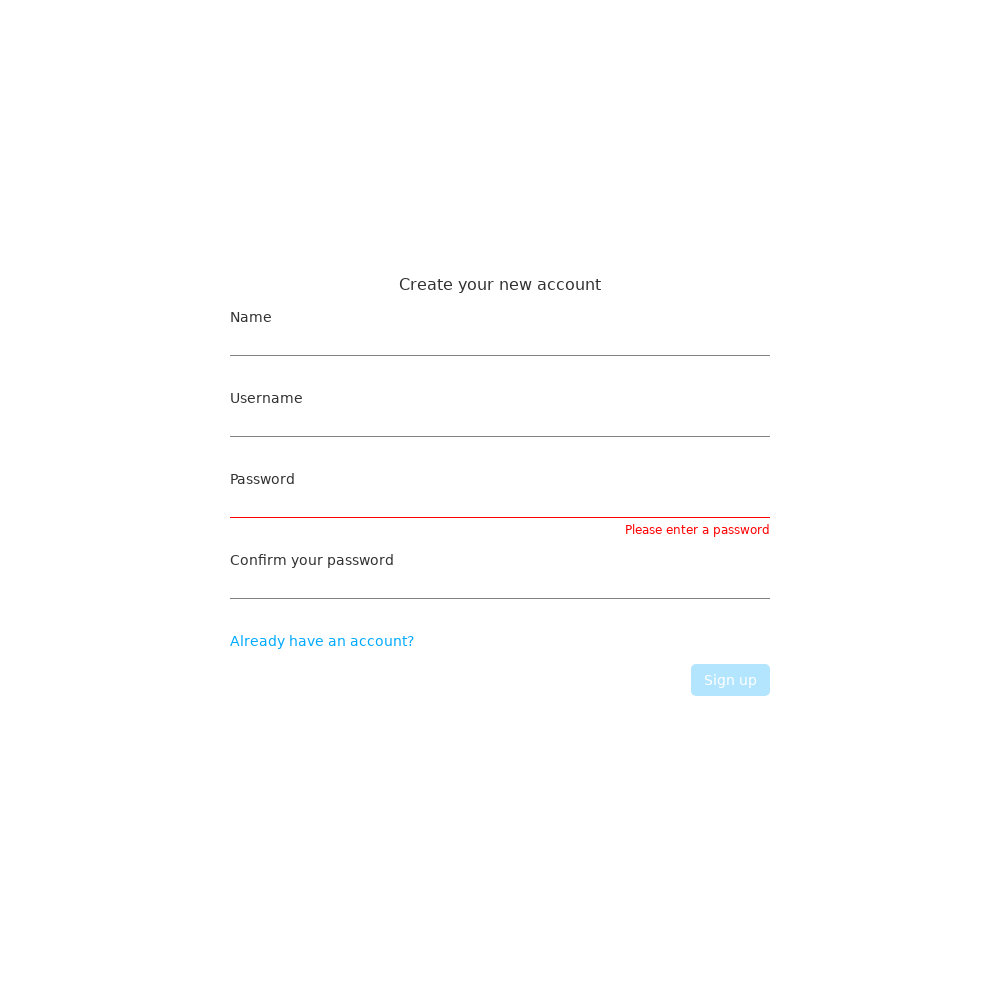 Create your new account
Name
Username
Password
Please enter a password
Confirm your password
Already have an account?
Sign up